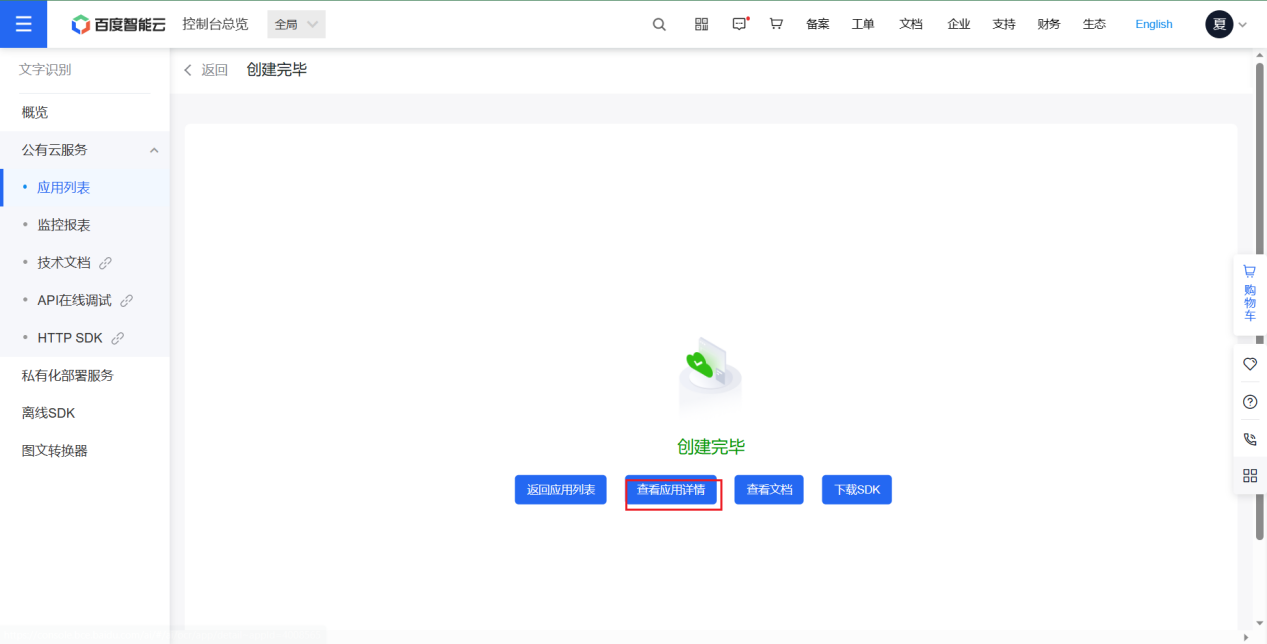 百度智能云 控制台总览 全局 备案 工单 文档 企业 支持 财务 生态 English 夏
文字识别
返回 创建完毕
概览
公有云服务
应用列表
监控报表
技术文档
API在线调试
HTTP SDK
私有化部署服务
离线SDK
图文转换器
创建完毕
返回应用列表 查看应用详情 查看文档 下载SDK
购物车